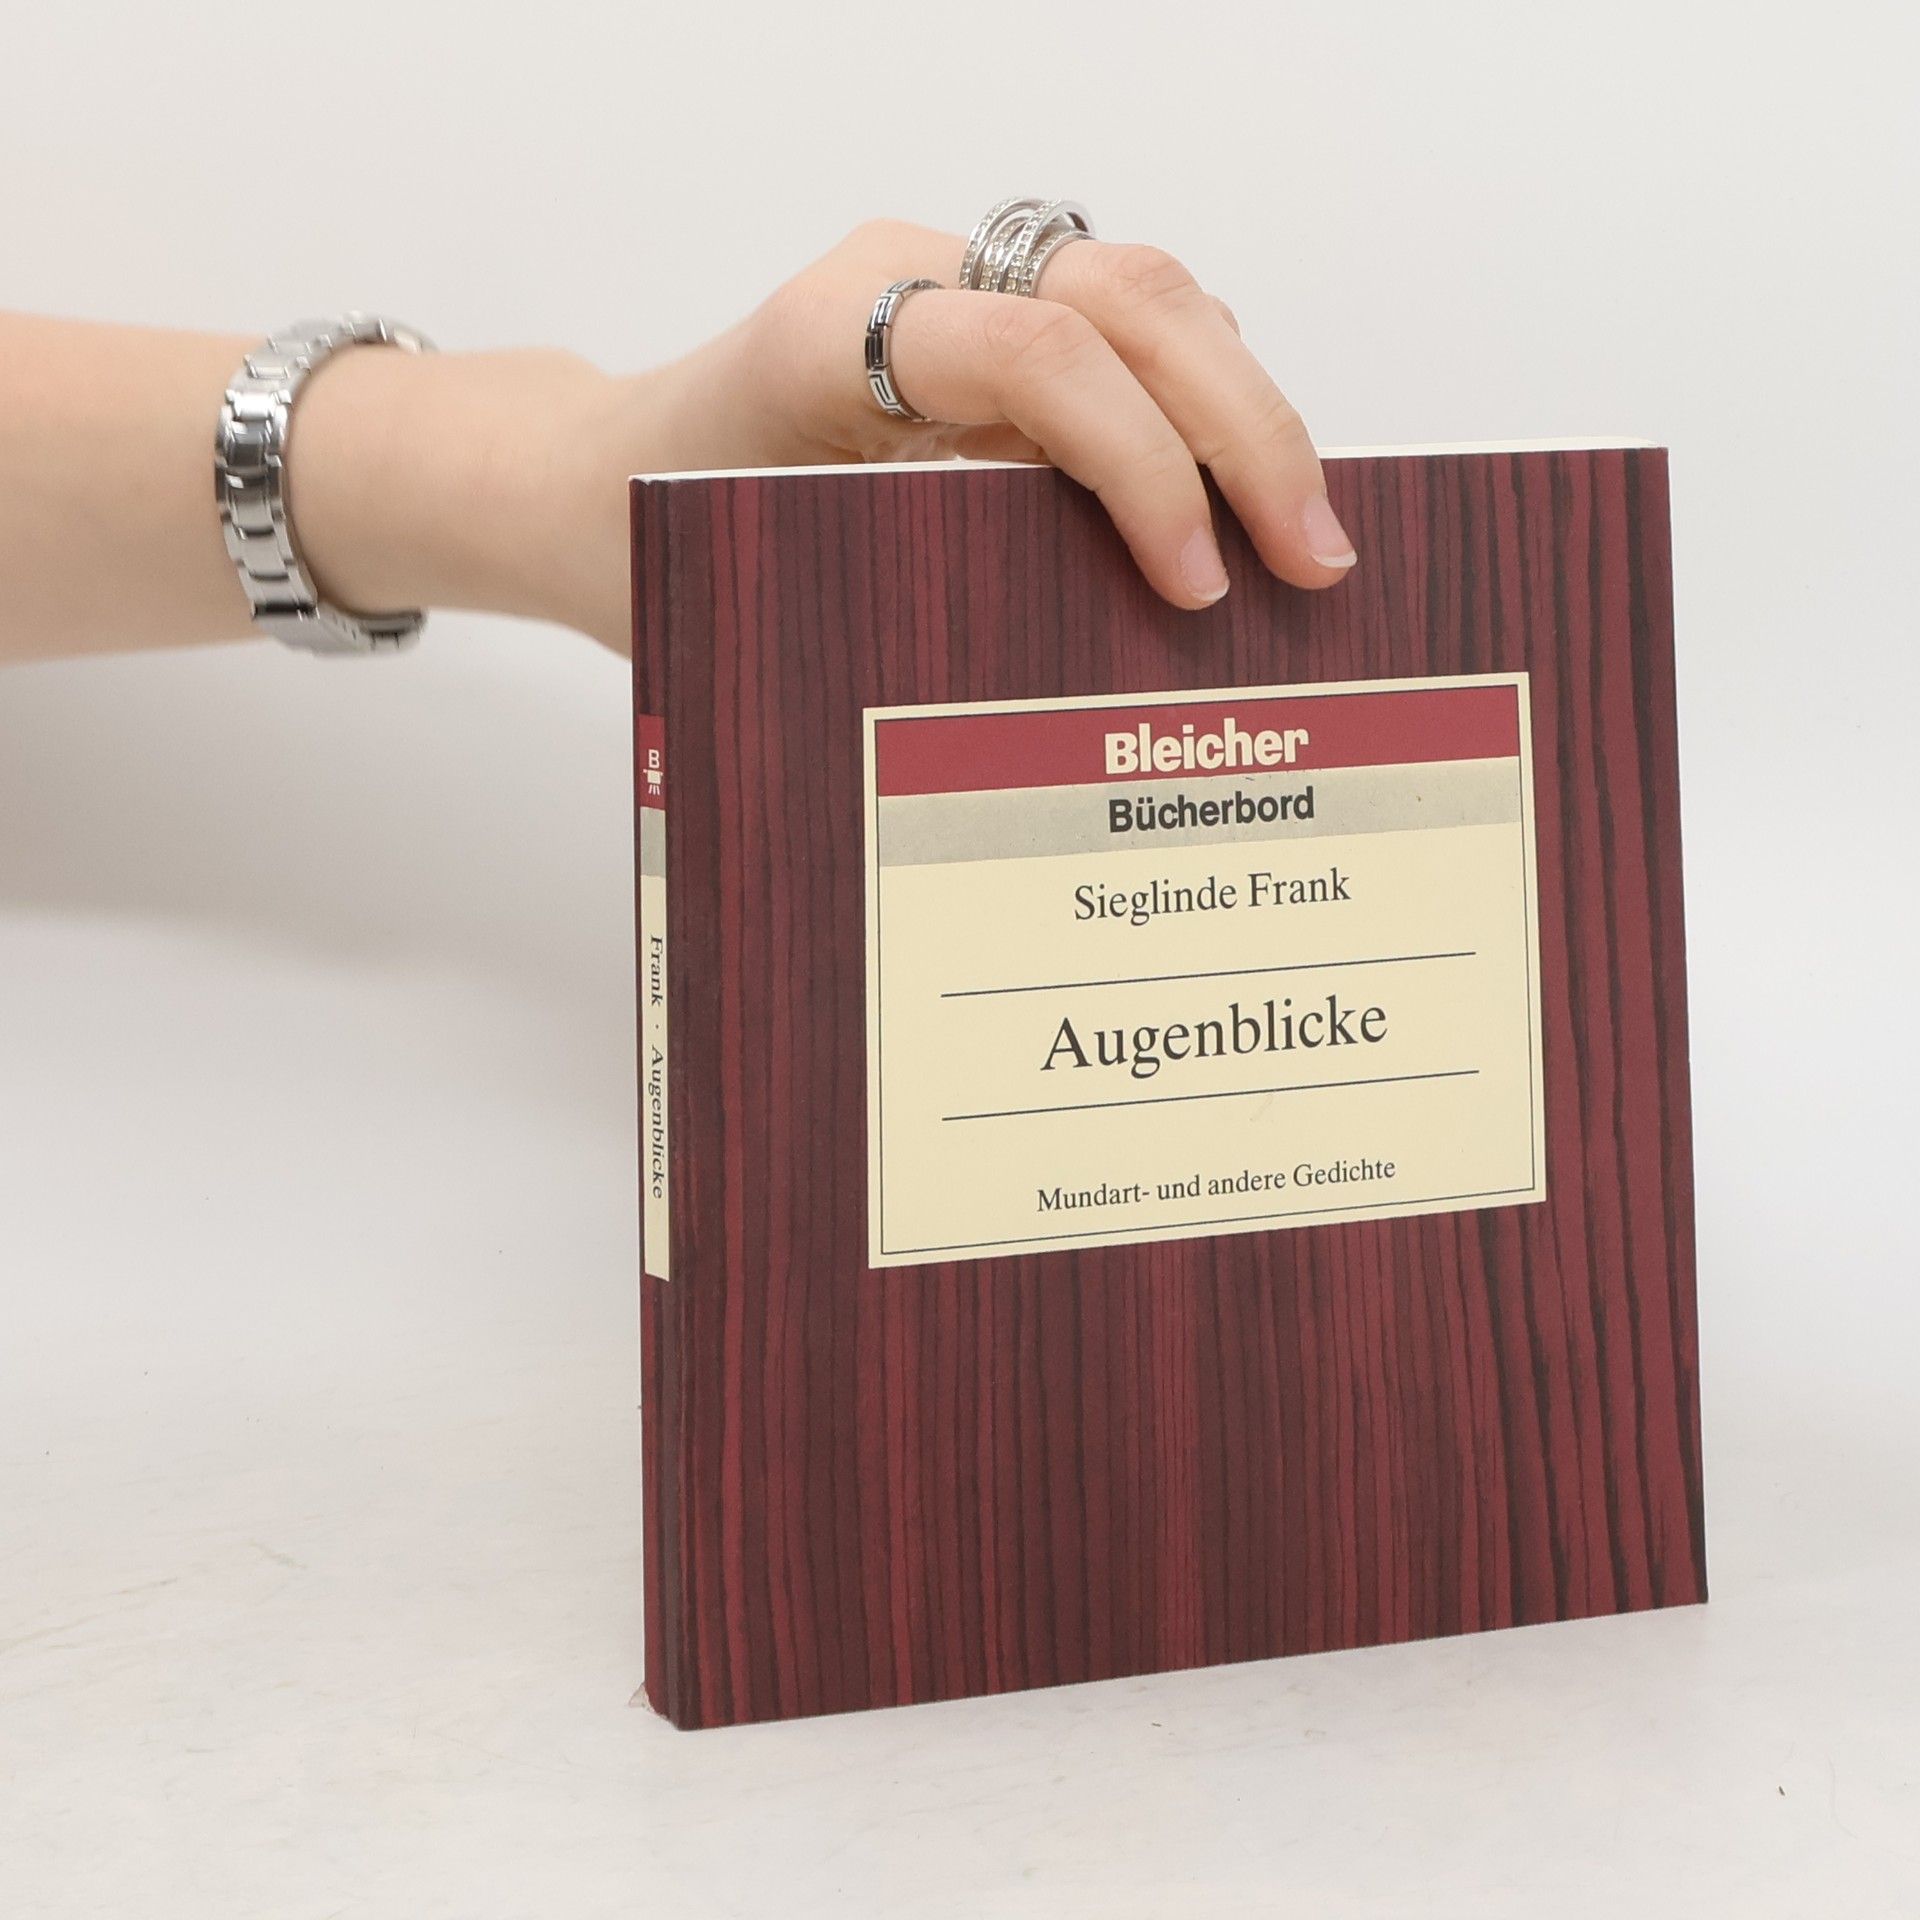 Bleicher
Bücherbord
Sieglinde Frank
Augenblicke
Mundart- und andere Gedichte
B
Frank · Augenblicke